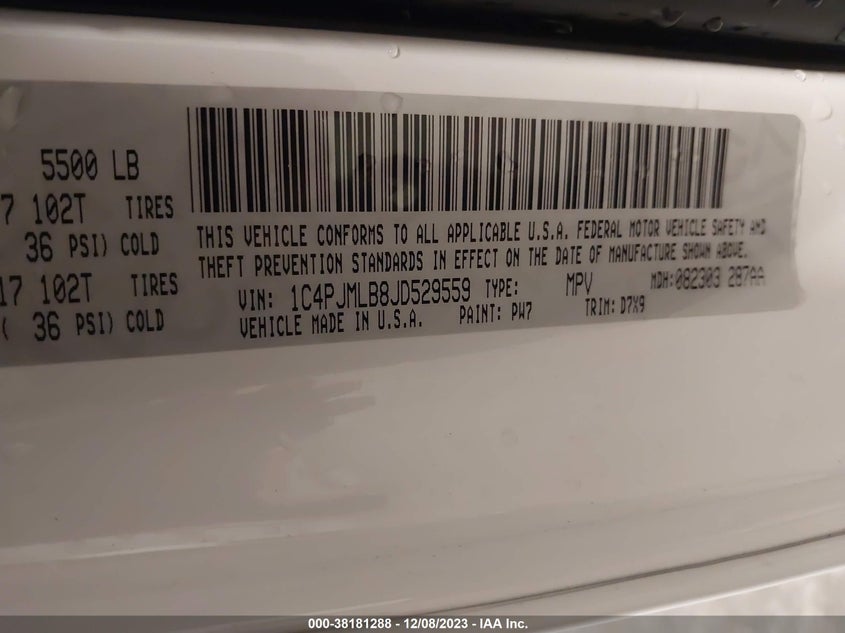 5500 LB
7 102T TIRES
36 PSI) COLD
17 102T TIRES
( 36 PSI) COLD
THIS VEHICLE CONFORMS TO ALL APPLICABLE U.S.A. FEDERAL MOTOR VEHICLE SAFETY AND
THEFT PREVENTION STANDARDS IN EFFECT ON THE DATE OF MANUFACTURE SHOWN ABOVE.
VIN: 1C4PJMLB8JD529559 TYPE: MPV MDH:082303 287AA
VEHICLE MADE IN U.S.A. PAINT: PW7 TRIM: D7X9
000-38181288 - 12/08/2023 - IAA Inc.